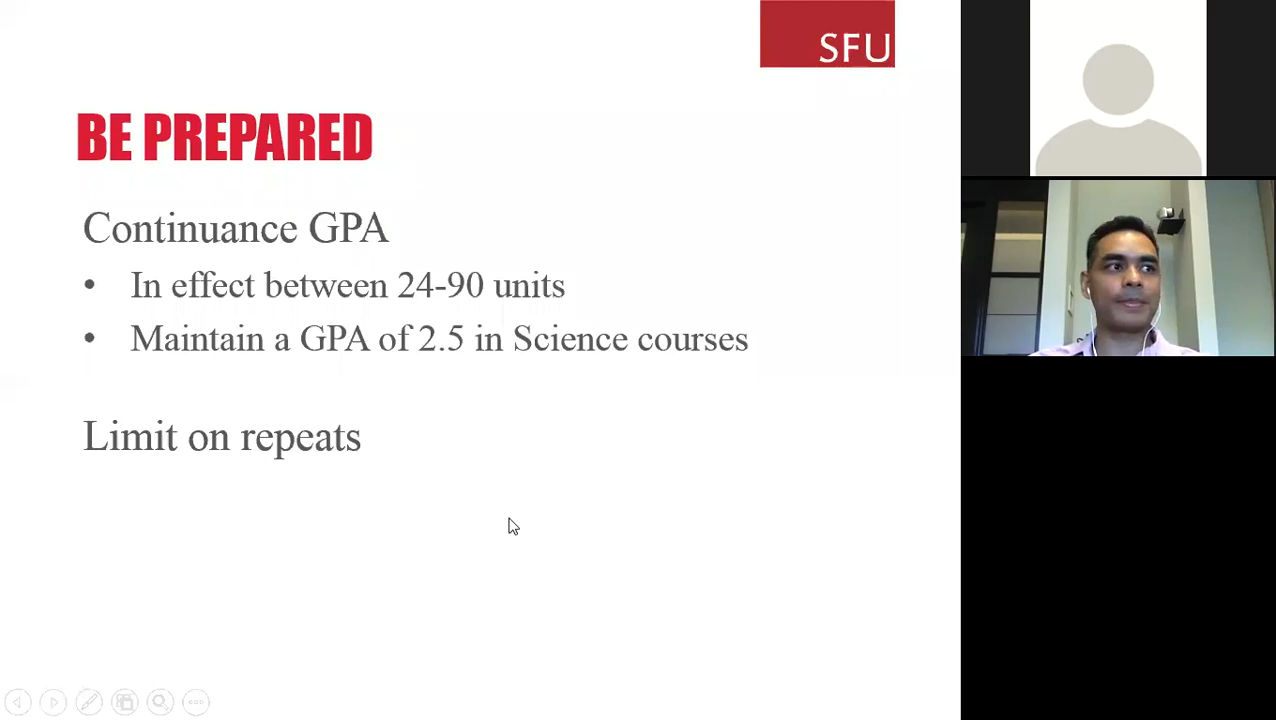 SFU
BE PREPARED
Continuance GPA
• In effect between 24-90 units
• Maintain a GPA of 2.5 in Science courses
Limit on repeats